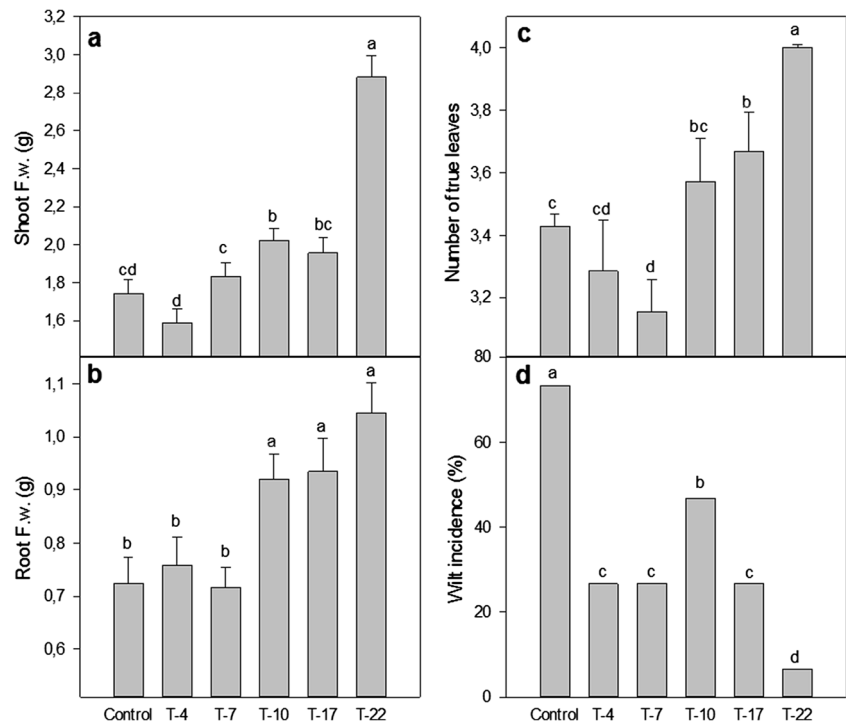 a
Shoot F.w. (g)
3,2
3,0
2,8
2,6
2,4
2,2
2,0
1,8
1,6
cd
d
c
b
bc
a
b
Root F.w. (g)
1,1
1,0
0,9
0,8
0,7
0,6
b
b
b
a
a
a
Control T-4 T-7 T-10 T-17 T-22
c
Number of true leaves
4,0
3,8
3,6
3,4
3,2
c
cd
d
bc
b
a
d
Wilt incidence (%)
80
60
40
20
0
a
c
c
b
c
d
Control T-4 T-7 T-10 T-17 T-22